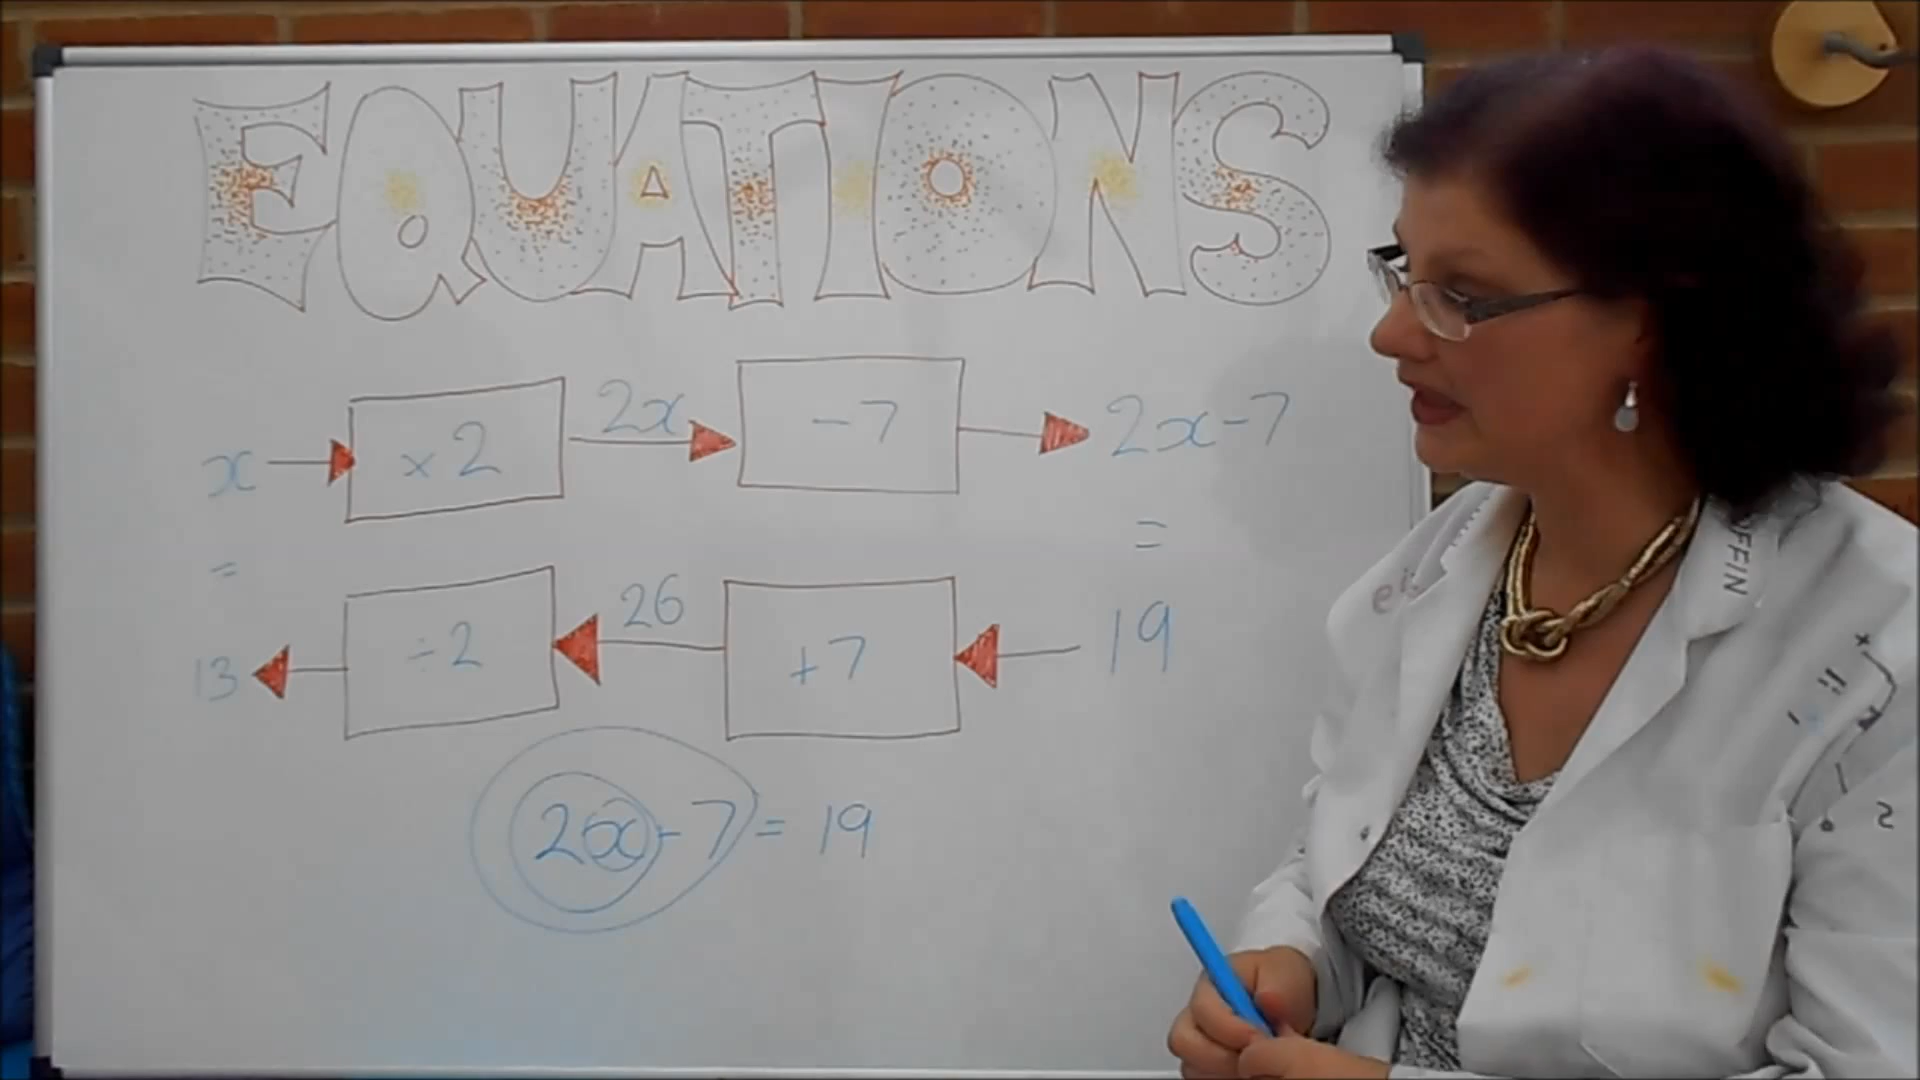 EQUATIONS
x × 2 2x − 7 2x-7
= =
13 ÷2 26 +7 19
2x - 7 = 19